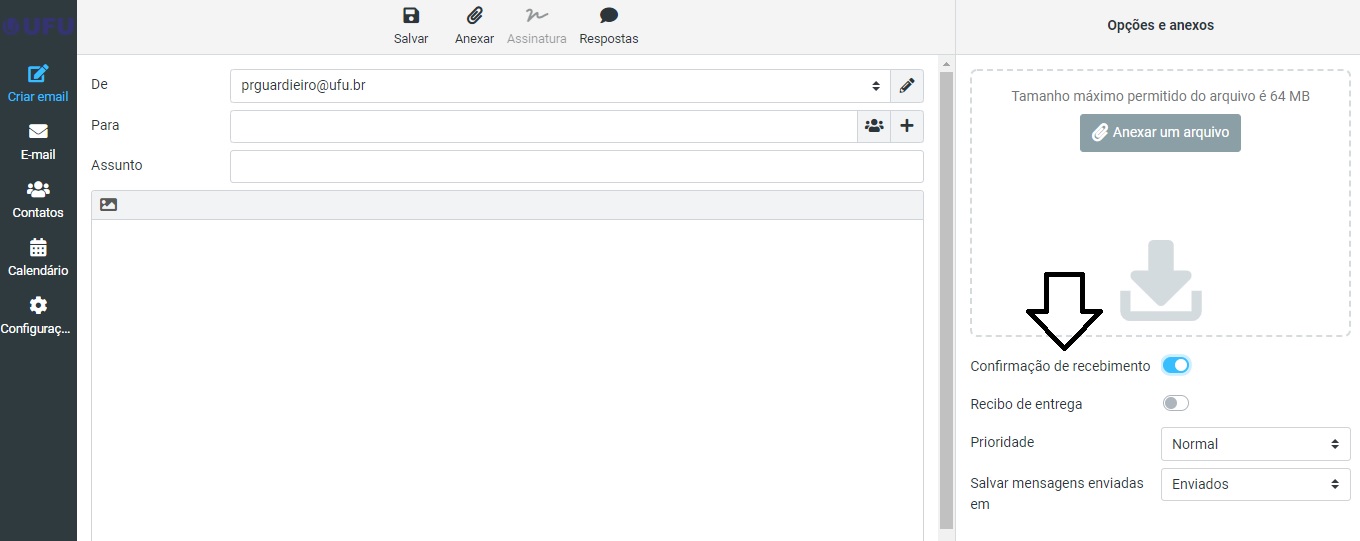 UFU
Criar email
E-mail
Contatos
Calendário
Configuraç...
Salvar
Anexar
Assinatura
Respostas
De
prguardieiro@ufu.br
Para
Assunto
Opções e anexos
Tamanho máximo permitido do arquivo é 64 MB
Anexar um arquivo
Confirmação de recebimento
Recibo de entrega
Prioridade
Normal
Salvar mensagens enviadas
em
Enviados